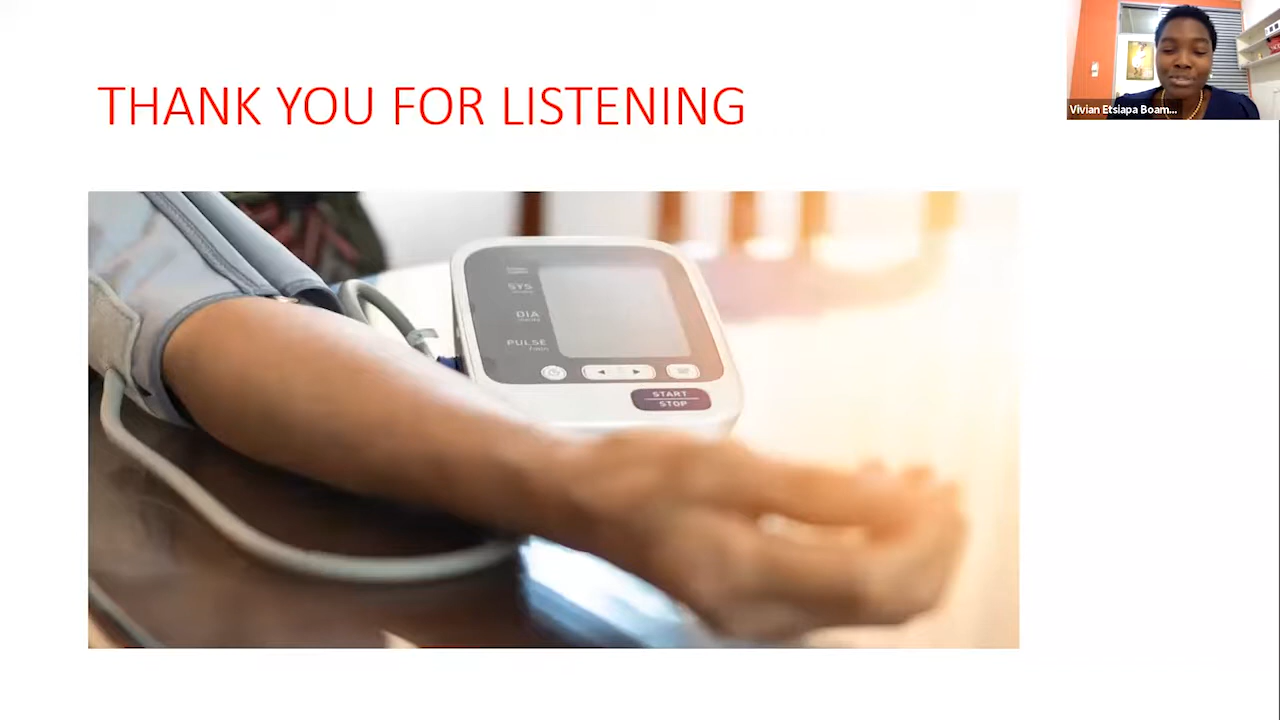 THANK YOU FOR LISTENING
Vivian Etsiapa Boam...
SYS
DIA
PULSE
START
STOP